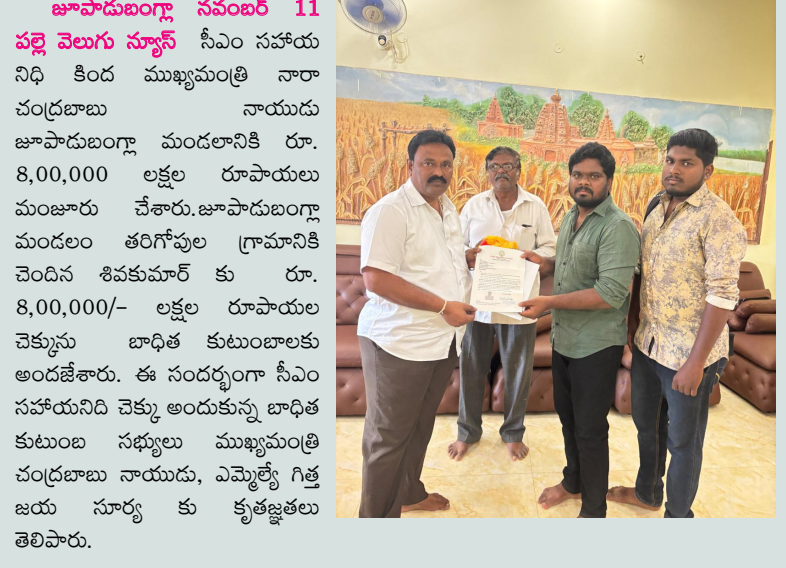 జూపాడుబంగ్లా నవంబర్ 11
పల్లె వెలుగు న్యూస్ సీఎం సహాయ
నిధి కింద ముఖ్యమంత్రి నారా
చంద్రబాబు నాయుడు
జూపాడుబంగ్లా మండలానికి రూ.
8,00,000 లక్షల రూపాయలు
మంజూరు చేశారు.జూపాడుబంగ్లా
మండలం తరిగోపుల గ్రామానికి
చెందిన శివకుమార్ కు రూ.
8,00,000/- లక్షల రూపాయల
చెక్కును బాధిత కుటుంబాలకు
అందజేశారు. ఈ సందర్భంగా సీఎం
సహాయనిది చెక్కు అందుకున్న బాధిత
కుటుంబ సభ్యులు ముఖ్యమంత్రి
చంద్రబాబు నాయుడు, ఎమ్మెల్యే గిత్త
జయ సూర్య కు కృతజ్ఞతలు
తెలిపారు.